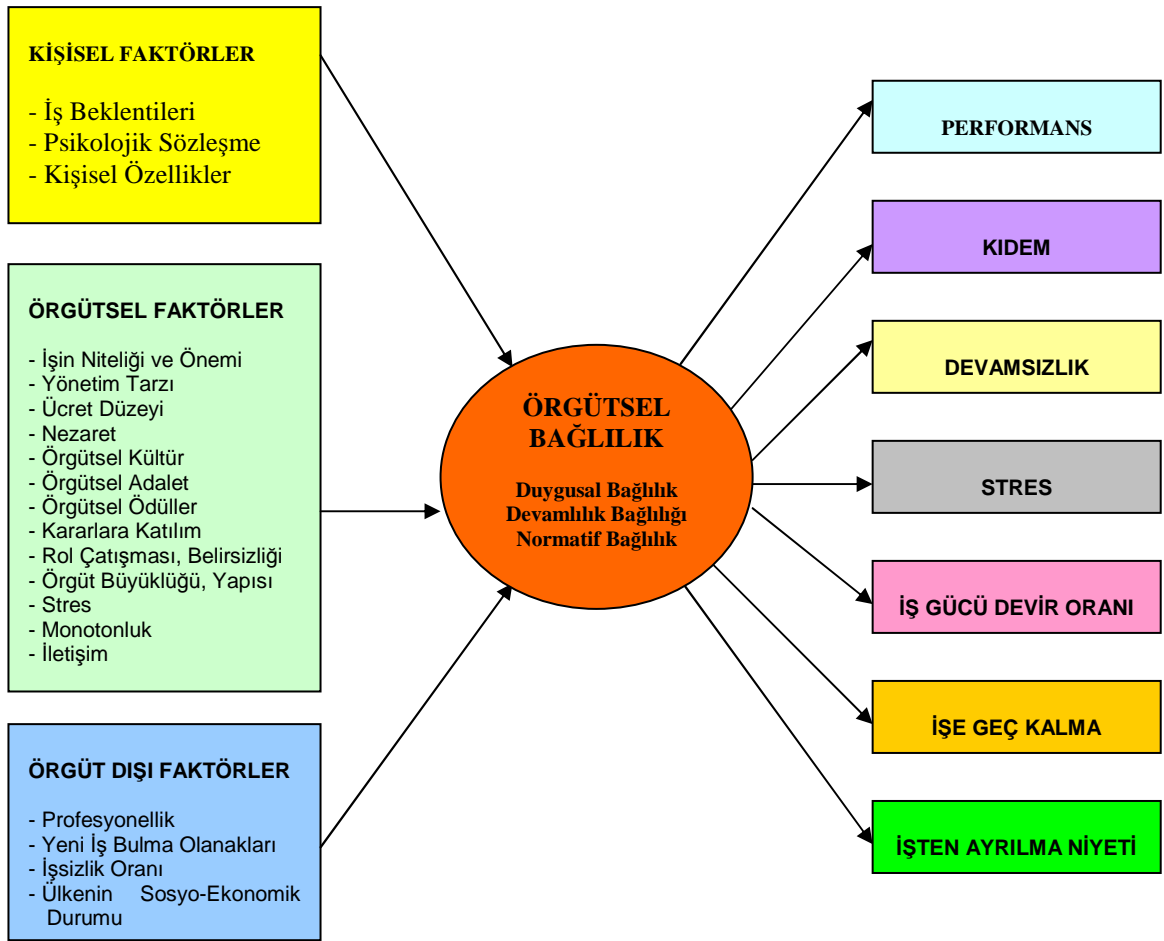 KİŞİSEL FAKTÖRLER
- İş Beklentileri
- Psikolojik Sözleşme
- Kişisel Özellikler
ÖRGÜTSEL FAKTÖRLER
- İşin Niteliği ve Önemi
- Yönetim Tarzı
- Ücret Düzeyi
- Nezaret
- Örgütsel Kültür
- Örgütsel Adalet
- Örgütsel Ödüller
- Kararlara Katılım
- Rol Çatışması, Belirsizliği
- Örgüt Büyüklüğü, Yapısı
- Stres
- Monotonluk
- İletişim
ÖRGÜT DIŞI FAKTÖRLER
- Profesyonellik
- Yeni İş Bulma Olanakları
- İşsizlik Oranı
- Ülkenin Sosyo-Ekonomik
Durumu
ÖRGÜTSEL
BAĞLILIK
Duygusal Bağlılık
Devamlılık Bağlılığı
Normatif Bağlılık
PERFORMANS
KIDEM
DEVAMSIZLIK
STRES
İŞ GÜCÜ DEVİR ORANI
İŞE GEÇ KALMA
İŞTEN AYRILMA NİYETİ